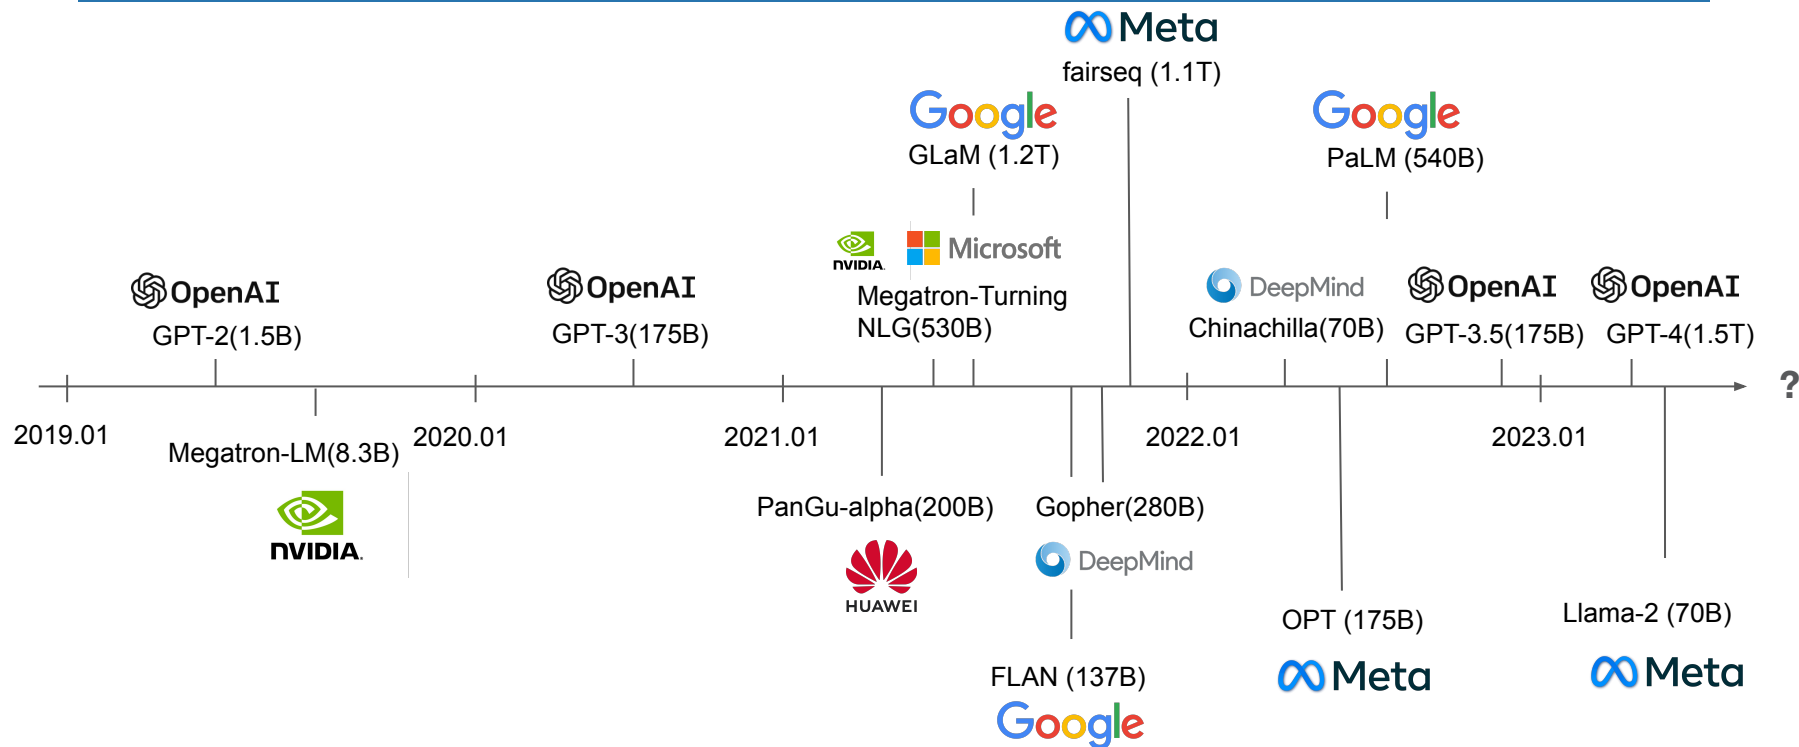 Meta
fairseq (1.1T)
Google
GLaM (1.2T)
Google
PaLM (540B)
NVIDIA.
Microsoft
Megatron-Turning
NLG(530B)
OpenAI
GPT-2(1.5B)
OpenAI
GPT-3(175B)
DeepMind
Chinachilla(70B)
OpenAI
GPT-3.5(175B)
OpenAI
GPT-4(1.5T)
?
2019.01
2020.01
2021.01
2022.01
2023.01
Megatron-LM(8.3B)
NVIDIA.
PanGu-alpha(200B)
HUAWEI
Gopher(280B)
DeepMind
FLAN (137B)
Google
OPT (175B)
Meta
Llama-2 (70B)
Meta